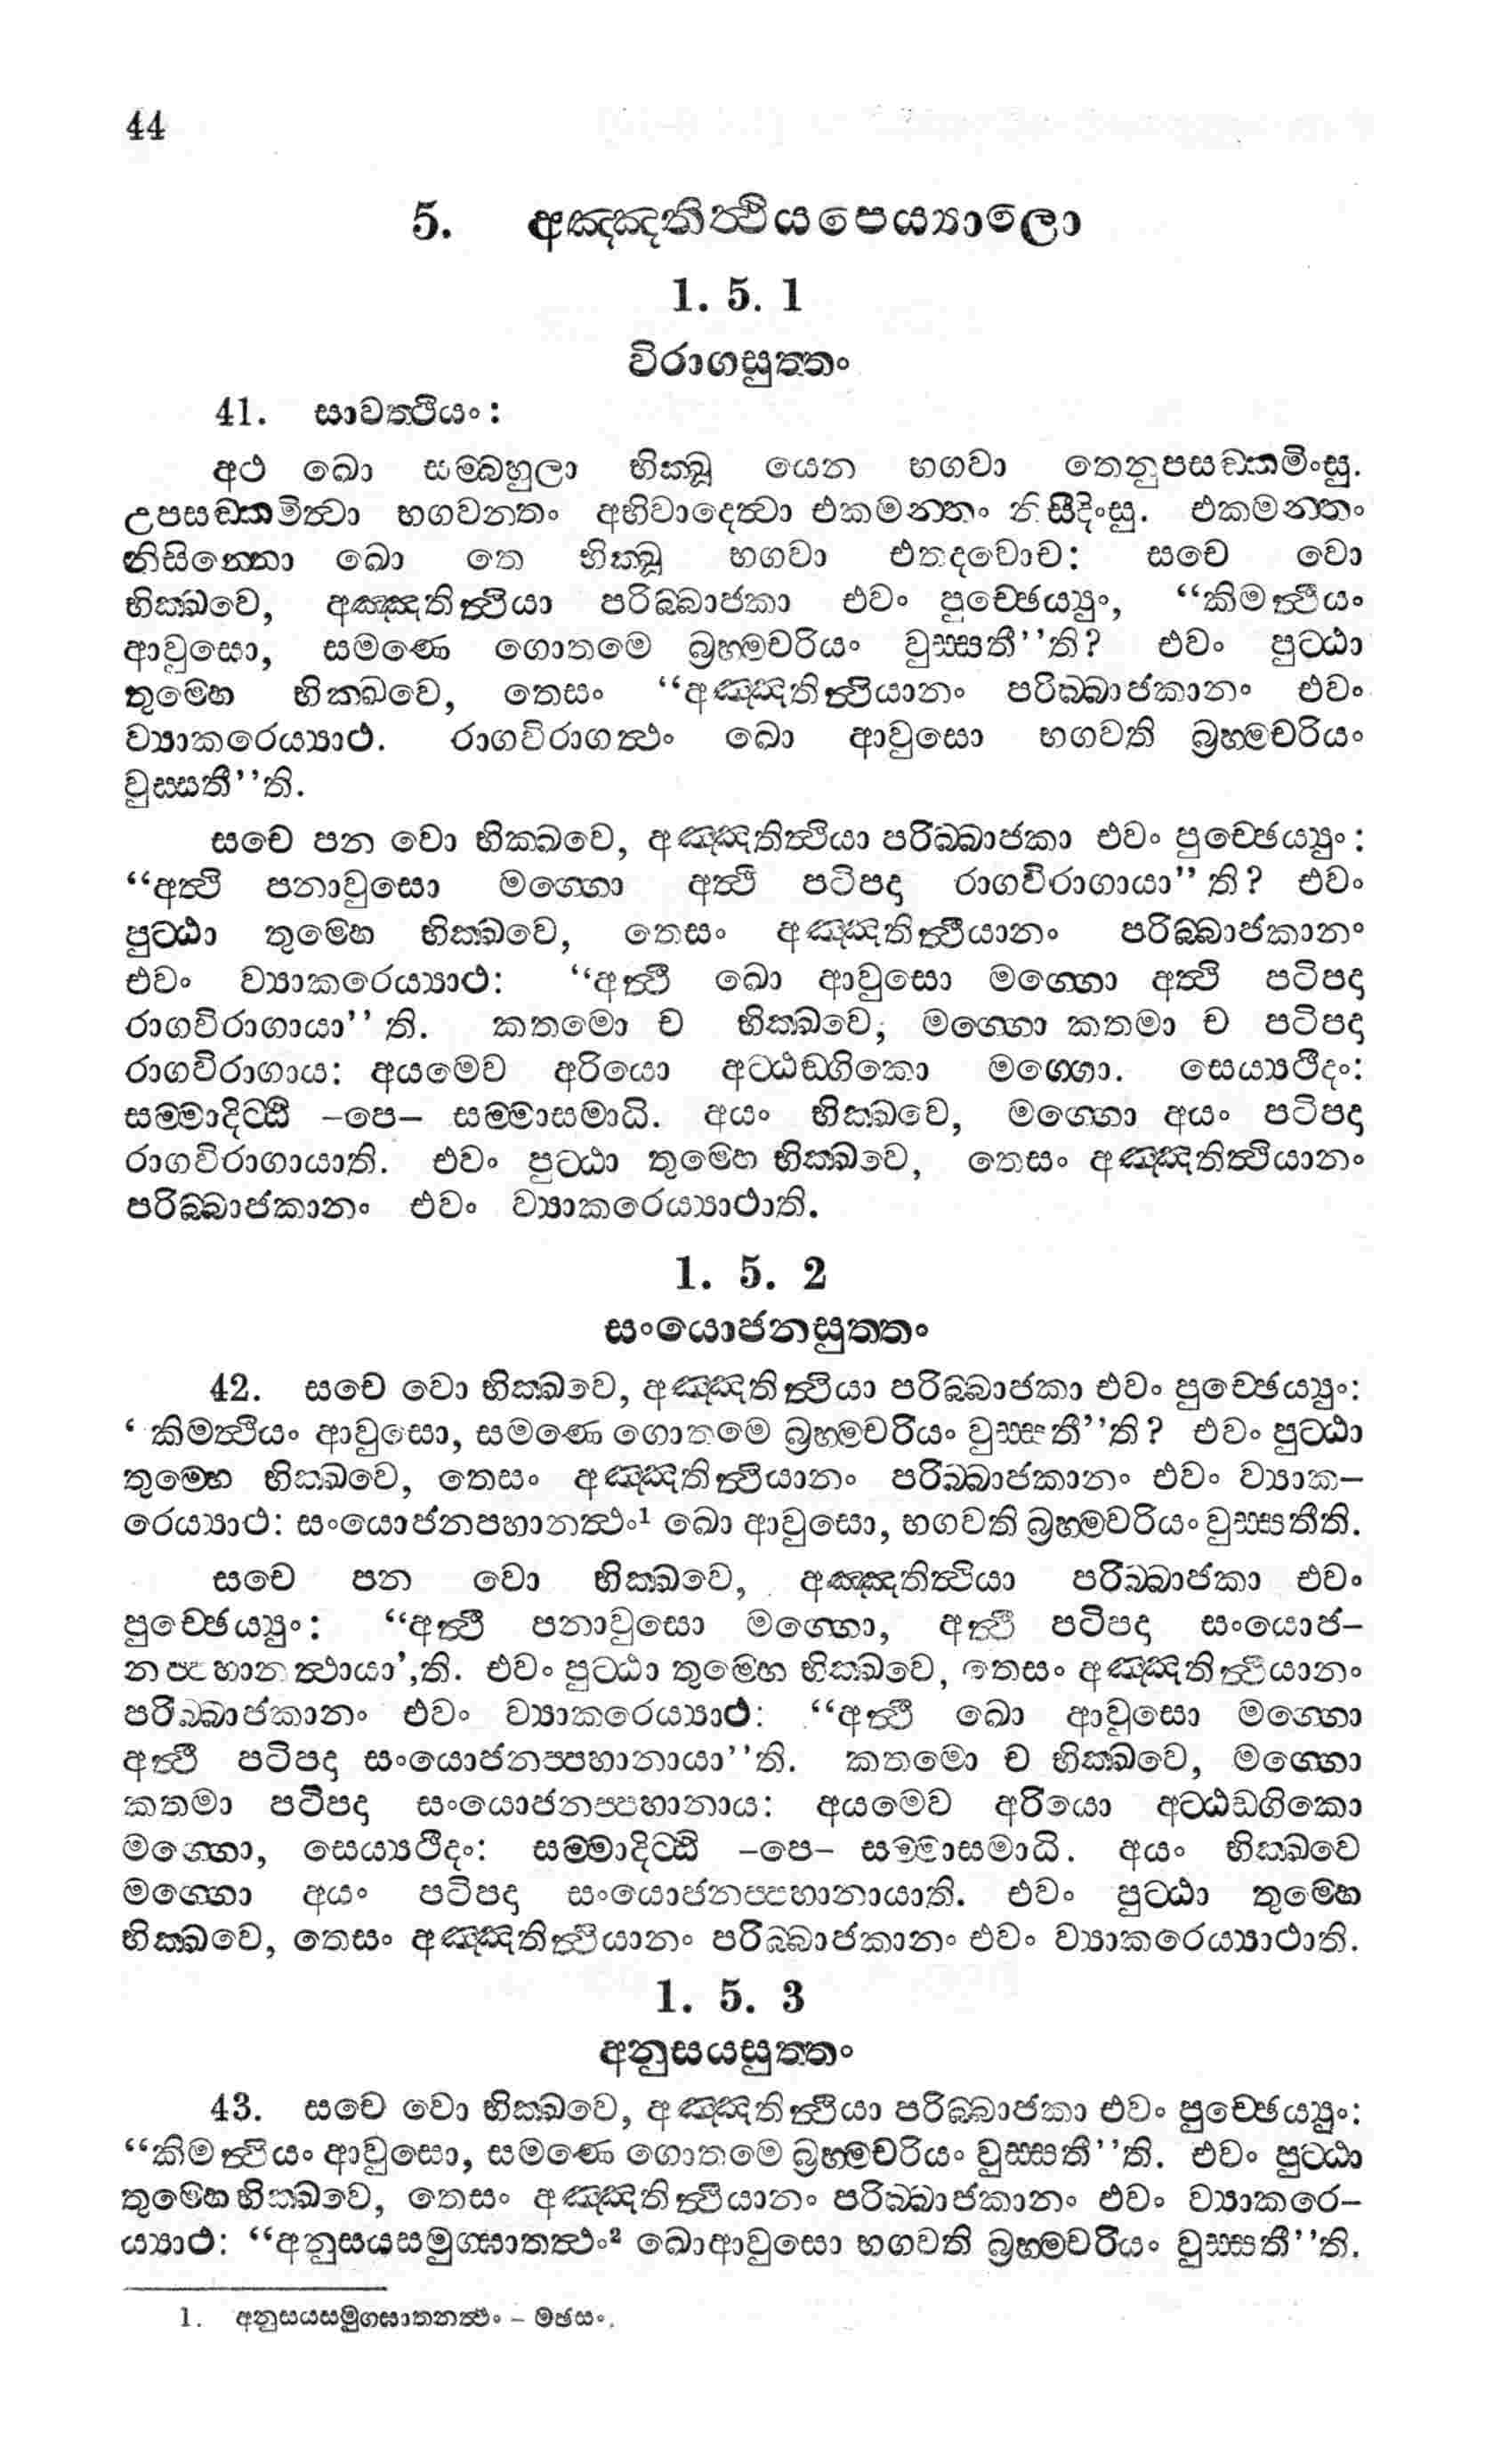 44
5. අඤ්ඤතිත්ථියපෙය්‍යාලො
1. 5. 1
විරාගසුත්තං
41. සාවත්ථියං:
අථ ඛො සම්බහුලා භික්ඛූ යෙන භගවා තෙනුපසඞ්කමිංසු.
උපසඞ්කමිත්වා භගවන්තං අභිවාදෙත්වා එකමන්තං නිසීදිංසු. එකමන්තං
නිසින්නො ඛො තෙ භික්ඛූ භගවා එතදවොච: සචෙ වො
භික්ඛවෙ, අඤ්ඤතිත්ථියා පරිබ්බාජකා එවං පුච්ඡෙය්‍යුං, “කිමත්ථියං
ආවුසො, සමණෙ ගොතමෙ බ්‍රහ්මචරියං වුස්සතී’’ති? එවං පුට්ඨා
තුම්හෙ භික්ඛවෙ, තෙසං “අඤ්ඤතිත්ථියානං පරිබ්බාජකානං එවං
ව්‍යාකරෙය්‍යාථ. රාගවිරාගත්ථං ඛො ආවුසො භගවති බ්‍රහ්මචරියං
වුස්සතී’’ති.
සචෙ පන වො භික්ඛවෙ, අඤ්ඤතිත්ථියා පරිබ්බාජකා එවං පුච්ඡෙය්‍යුං:
“අත්ථි පනාවුසො මග්ගො අත්ථි පටිපදා රාගවිරාගායා’’ ති? එවං
පුට්ඨා තුම්හෙ භික්ඛවෙ, තෙසං අඤ්ඤතිත්ථියානං පරිබ්බාජකානං
එවං ව්‍යාකරෙය්‍යාථ: “අත්ථි ඛො ආවුසො මග්ගො අත්ථි පටිපදා
රාගවිරාගායා’’ ති. කතමො ච භික්ඛවෙ, මග්ගො කතමා ච පටිපදා
රාගවිරාගාය: අයමෙව අරියො අට්ඨඞ්ගිකො මග්ගො. සෙය්‍යථීදං:
සම්මාදිට්ඨි –පෙ– සම්මාසමාධි. අයං භික්ඛවෙ, මග්ගො අයං පටිපදා
රාගවිරාගායාති. එවං පුට්ඨා තුම්හෙ භික්ඛවෙ, තෙසං අඤ්ඤතිත්ථියානං
පරිබ්බාජකානං එවං ව්‍යාකරෙය්‍යාථාති.
1. 5. 2
සංයොජනසුත්තං
42. සචෙ වො භික්ඛවෙ, අඤ්ඤතිත්ථියා පරිබ්බාජකා එවං පුච්ඡෙය්‍යුං:
‘ කිමත්ථියං ආවුසො, සමණෙ ගොතමෙ බ්‍රහ්මචරියං වුස්සතී’’ති? එවං පුට්ඨා
තුම්හෙ භික්ඛවෙ, තෙසං අඤ්ඤතිත්ථියානං පරිබ්බාජකානං එවං ව්‍යාක–
රෙය්‍යාථ: සංයොජනපහානත්ථං¹ ඛො ආවුසො, භගවති බ්‍රහ්මචරියං වුස්සතීති.
සචෙ පන වො භික්ඛවෙ, අඤ්ඤතිත්ථියා පරිබ්බාජකා එවං
පුච්ඡෙය්‍යුං: “අත්ථි පනාවුසො මග්ගො, අත්ථි පටිපදා සංයොජ–
නප්පහානත්ථායා’,ති. එවං පුට්ඨා තුම්හෙ භික්ඛවෙ, තෙසං අඤ්ඤතිත්ථියානං
පරිබ්බාජකානං එවං ව්‍යාකරෙය්‍යාථ: “අත්ථි ඛො ආවුසො මග්ගො
අත්ථි පටිපදා සංයොජනප්පහානායා’’ති. කතමො ච භික්ඛවෙ, මග්ගො
කතමා පටිපදා සංයොජනප්පහානාය: අයමෙව අරියො අට්ඨඞ්ගිකො
මග්ගො, සෙය්‍යථීදං: සම්මාදිට්ඨි –පෙ– සම්මාසමාධි. අයං භික්ඛවෙ
මග්ගො අයං පටිපදා සංයොජනප්පහානායාති. එවං පුට්ඨා තුම්හෙ
භික්ඛවෙ, තෙසං අඤ්ඤතිත්ථියානං පරිබ්බාජකානං එවං ව්‍යාකරෙය්‍යාථාති.
1. 5. 3
අනුසයසුත්තං
43. සචෙ වො භික්ඛවෙ, අඤ්ඤතිත්ථියා පරිබ්බාජකා එවං පුච්ඡෙය්‍යුං:
“කිමත්ථියං ආවුසො, සමණෙ ගොතමෙ බ්‍රහ්මචරියං වුස්සතී’’ති. එවං පුට්ඨා
තුම්හෙ භික්ඛවෙ, තෙසං අඤ්ඤතිත්ථියානං පරිබ්බාජකානං එවං ව්‍යාකරෙ–
ය්‍යාථ: “අනුසයසමුග්ඝාතත්ථං² ඛොආවුසො භගවති බ්‍රහ්මචරියං වුස්සතී’’ති.
1. අනුසයසමුගඝාතනත්ථං – මඡසං.